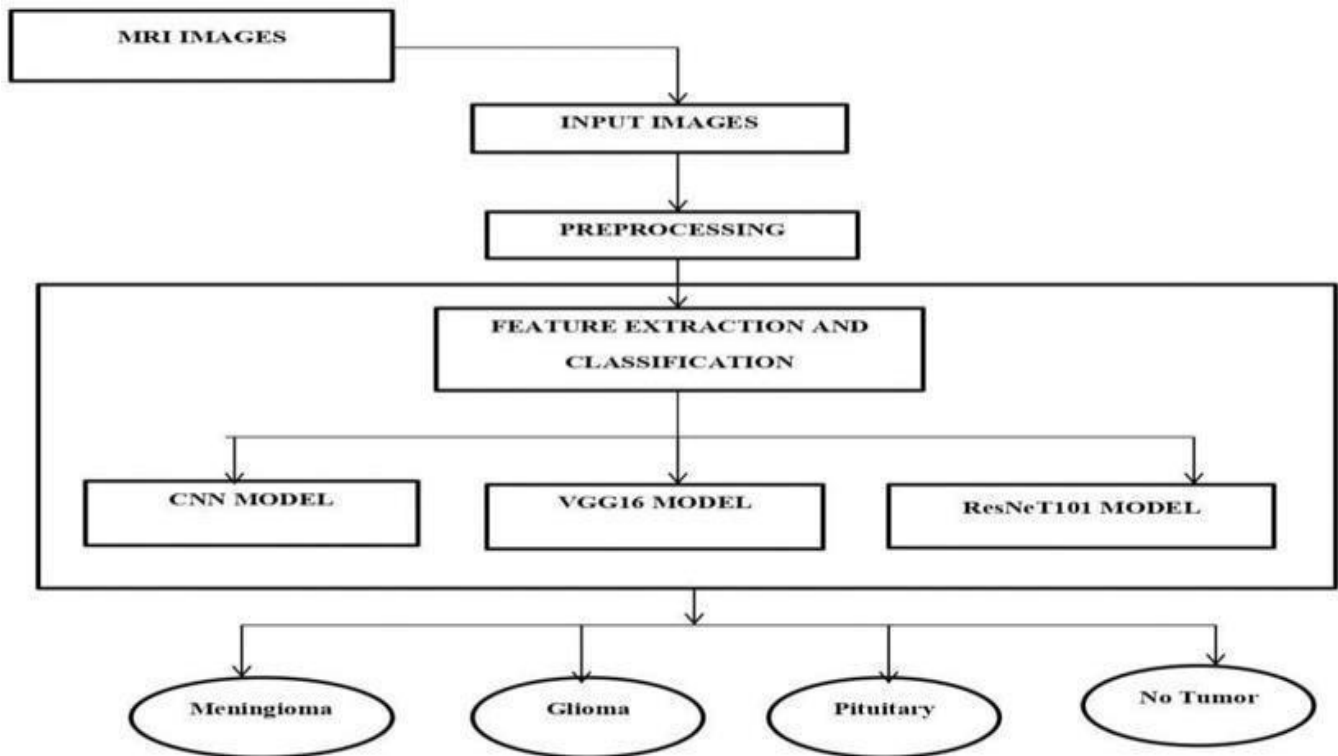 MRI IMAGES
INPUT IMAGES
PREPROCESSING
FEATURE EXTRACTION AND
CLASSIFICATION
CNN MODEL
VGG16 MODEL
ResNeT101 MODEL
Meningioma
Glioma
Pituitary
No Tumor